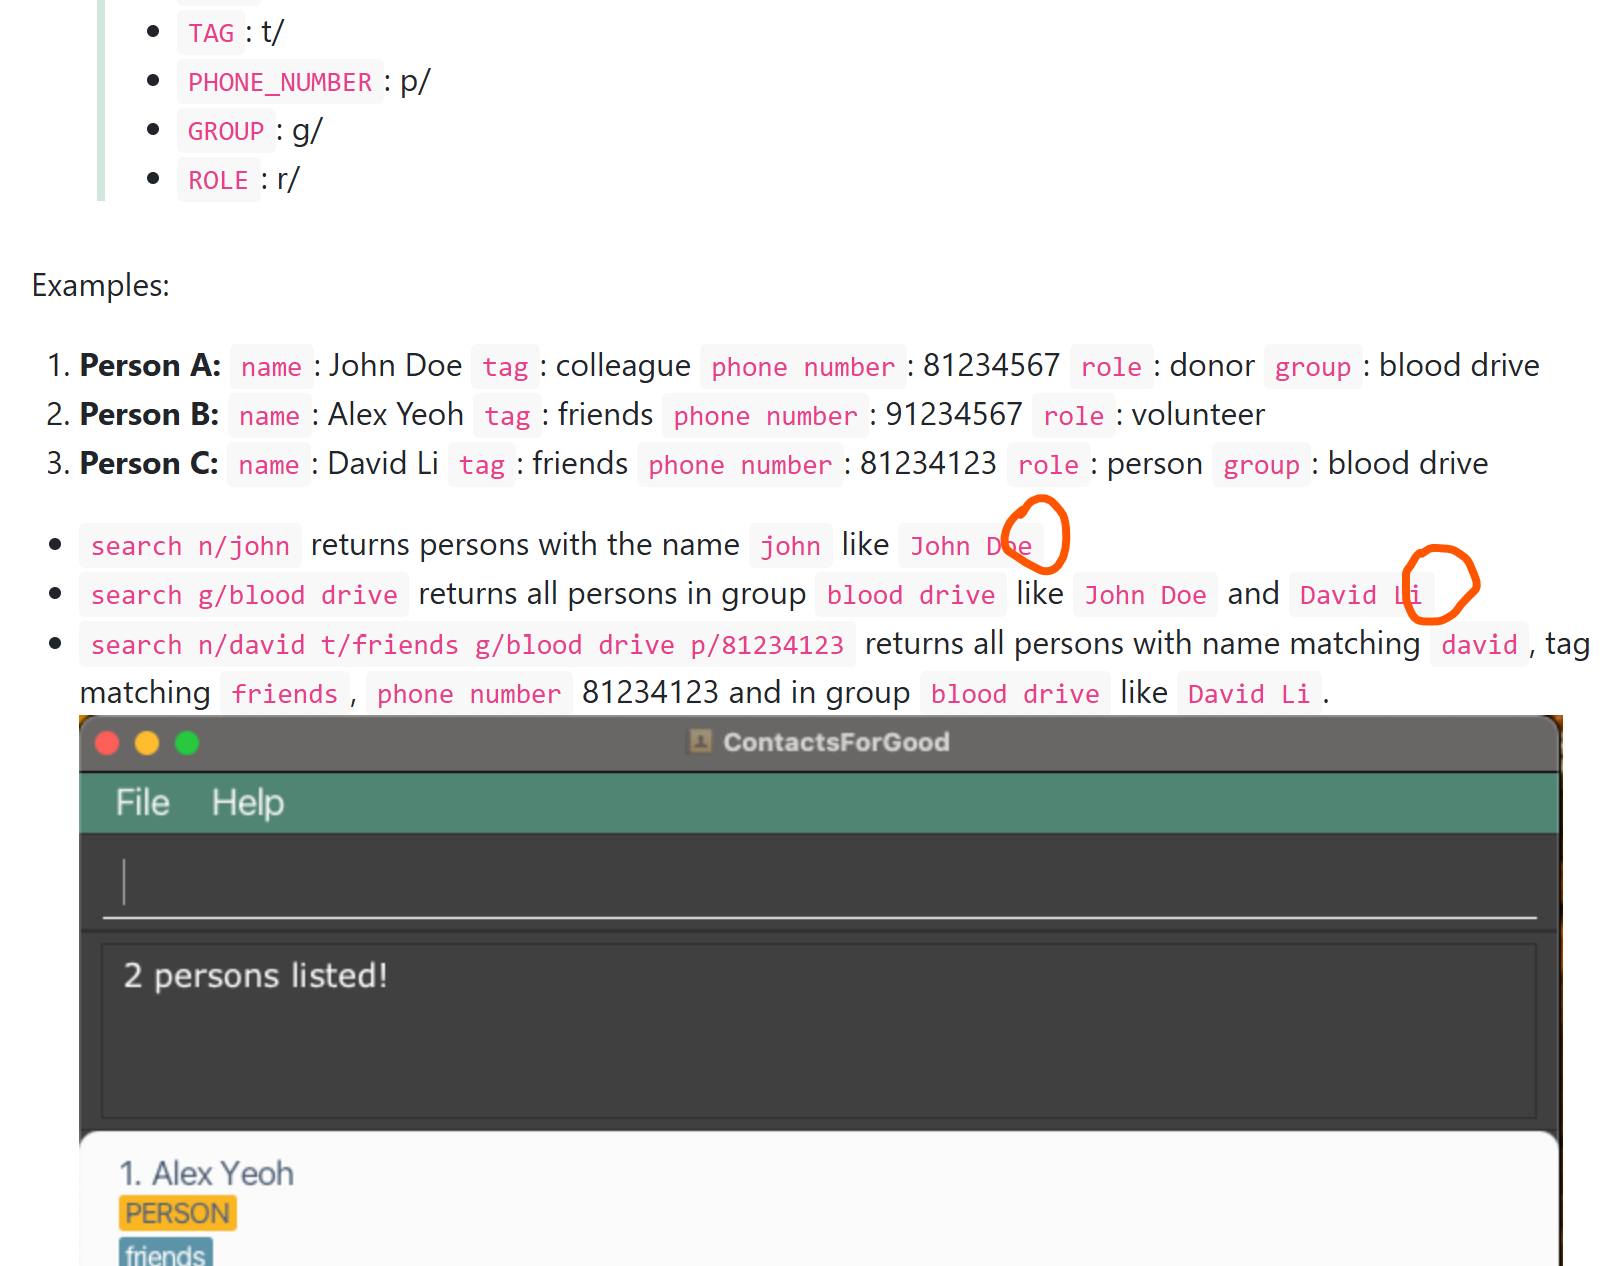 TAG : t/
PHONE_NUMBER : p/
GROUP : g/
ROLE : r/
Examples:
1. Person A: name : John Doe tag : colleague phone number : 81234567 role : donor group : blood drive
2. Person B: name : Alex Yeoh tag : friends phone number : 91234567 role : volunteer
3. Person C: name : David Li tag : friends phone number : 81234123 role : person group : blood drive
search n/john returns persons with the name john like John Doe
search g/blood drive returns all persons in group blood drive like John Doe and David Li
search n/david t/friends g/blood drive p/81234123 returns all persons with name matching david , tag
matching friends , phone number 81234123 and in group blood drive like David Li .
ContactsForGood
File Help
2 persons listed!
1. Alex Yeoh
PERSON
friends